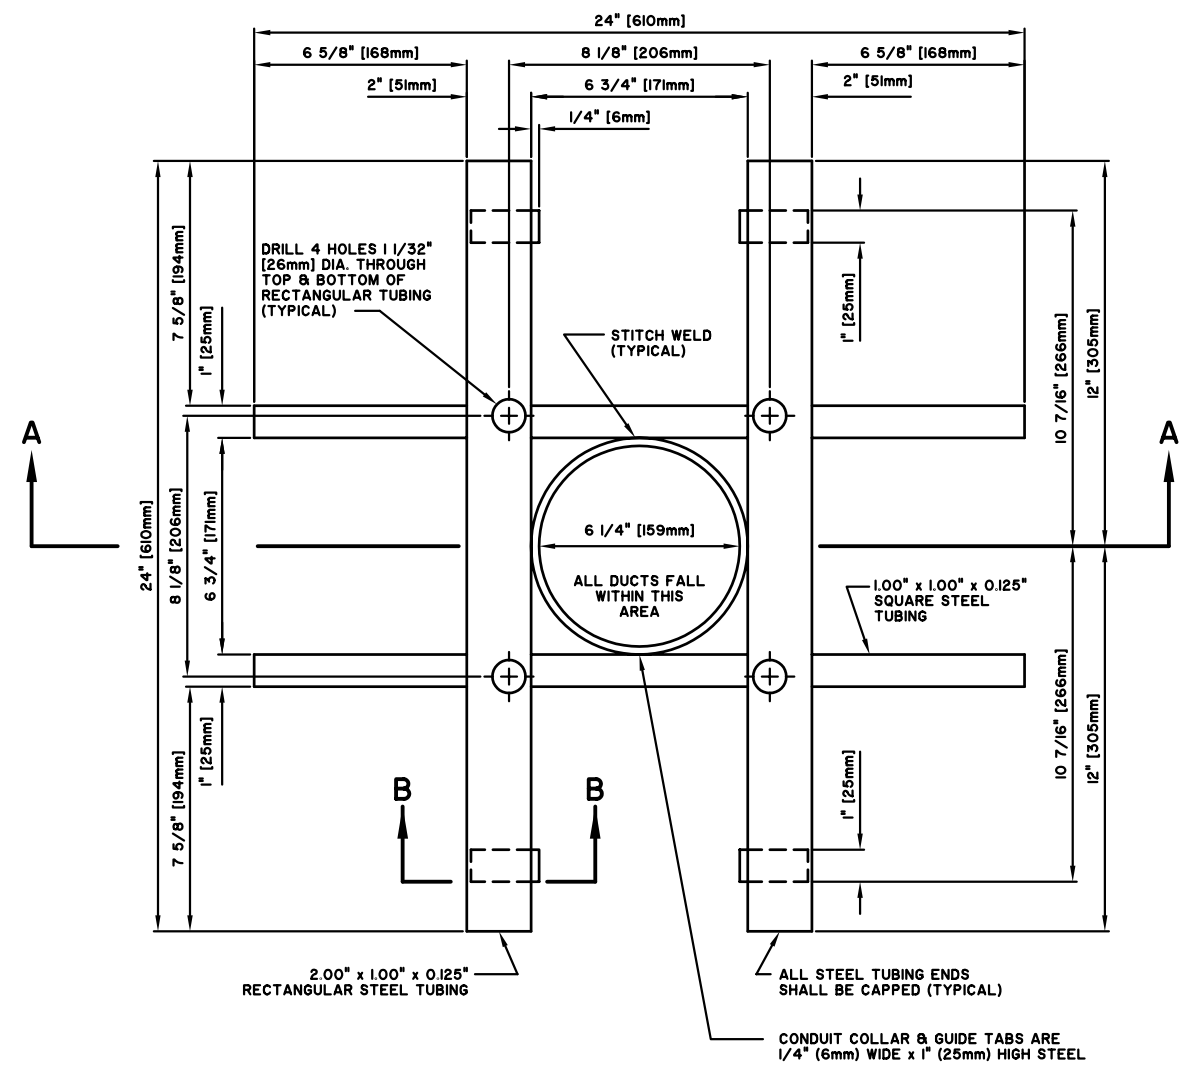 24" [610mm]
6 5/8" [168mm]
8 1/8" [206mm]
6 5/8" [168mm]
2" [51mm]
6 3/4" [171mm]
2" [51mm]
1/4" [6mm]
DRILL 4 HOLES 1 1/32"
[26mm] DIA. THROUGH
TOP & BOTTOM OF
RECTANGULAR TUBING
(TYPICAL)
7 5/8" [194mm]
1" [25mm]
STITCH WELD
(TYPICAL)
1" [25mm]
10 7/16" [266mm]
12" [305mm]
A
A
24" [610mm]
8 1/8" [206mm]
6 3/4" [171mm]
6 1/4" [159mm]
ALL DUCTS FALL
WITHIN THIS
AREA
1.00" x 1.00" x 0.125"
SQUARE STEEL
TUBING
7 5/8" [194mm]
1" [25mm]
B
B
1" [25mm]
10 7/16" [266mm]
12" [305mm]
2.00" x 1.00" x 0.125"
RECTANGULAR STEEL TUBING
ALL STEEL TUBING ENDS
SHALL BE CAPPED (TYPICAL)
CONDUIT COLLAR & GUIDE TABS ARE
1/4" (6mm) WIDE x 1" (25mm) HIGH STEEL